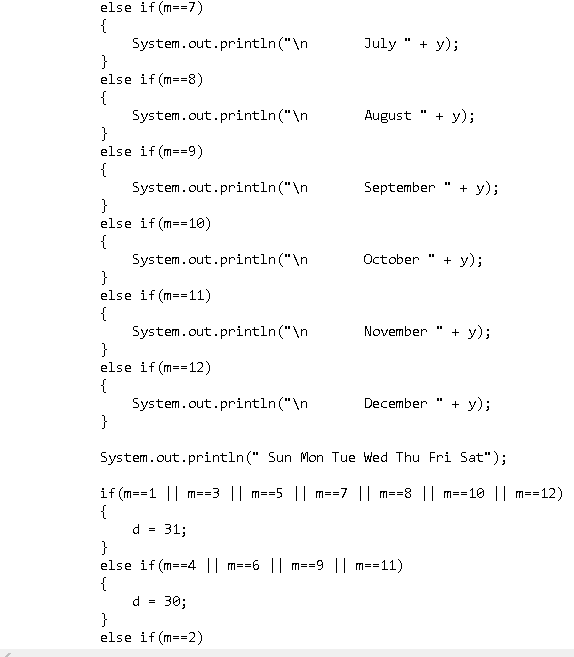 else if(m==7)
{
    System.out.println("\n       July " + y);
}
else if(m==8)
{
    System.out.println("\n       August " + y);
}
else if(m==9)
{
    System.out.println("\n       September " + y);
}
else if(m==10)
{
    System.out.println("\n       October " + y);
}
else if(m==11)
{
    System.out.println("\n       November " + y);
}
else if(m==12)
{
    System.out.println("\n       December " + y);
}

System.out.println(" Sun Mon Tue Wed Thu Fri Sat");

if(m==1 || m==3 || m==5 || m==7 || m==8 || m==10 || m==12)
{
    d = 31;
}
else if(m==4 || m==6 || m==9 || m==11)
{
    d = 30;
}
else if(m==2)